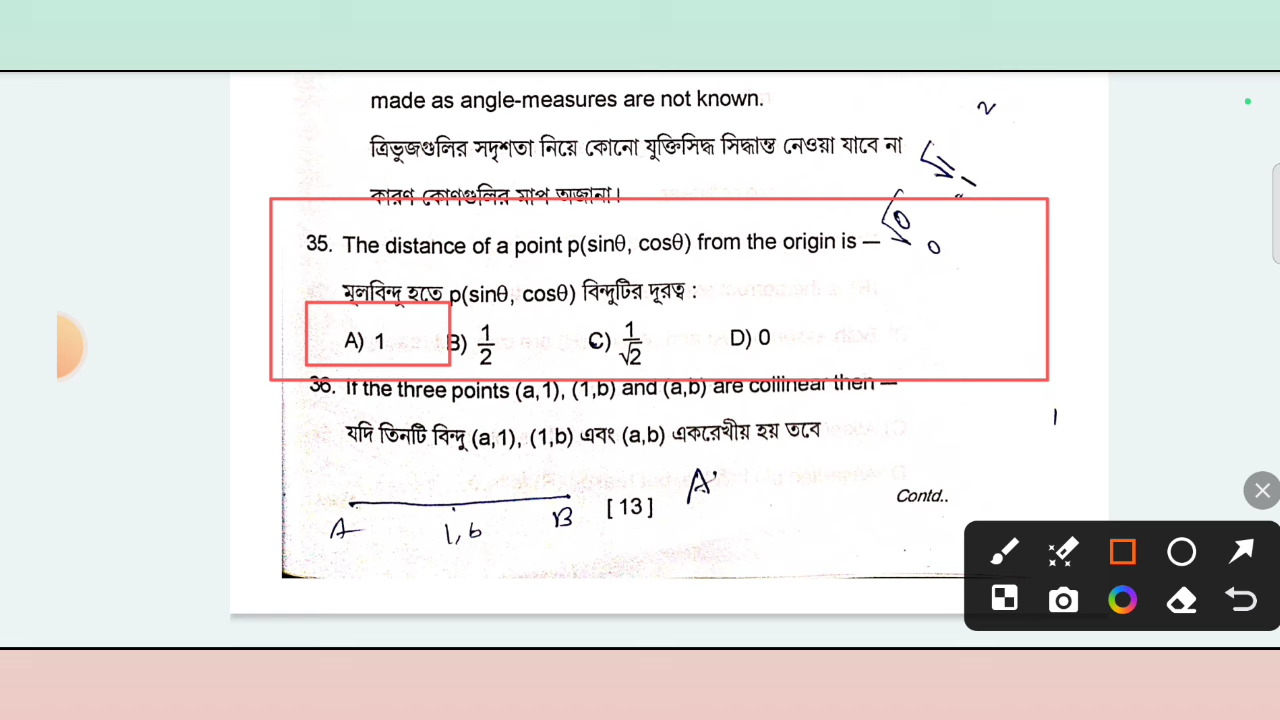 made as angle-measures are not known.
ত্রিভুজগুলির সদৃশতা নিয়ে কোনো যুক্তিসিদ্ধ সিদ্ধান্ত নেওয়া যাবে না
কারণ কোণগুলির মাপ অজানা।
35. The distance of a point p(sinθ, cosθ) from the origin is —
মূলবিন্দু হতে p(sinθ, cosθ) বিন্দুটির দূরত্ব :
A) 1 B) 1/2 C) 1/√2 D) 0
36. If the three points (a,1), (1,b) and (a,b) are collinear then —
যদি তিনটি বিন্দু (a,1), (1,b) এবং (a,b) একরেখীয় হয় তবে
A 1, b B
[13]
Contd..